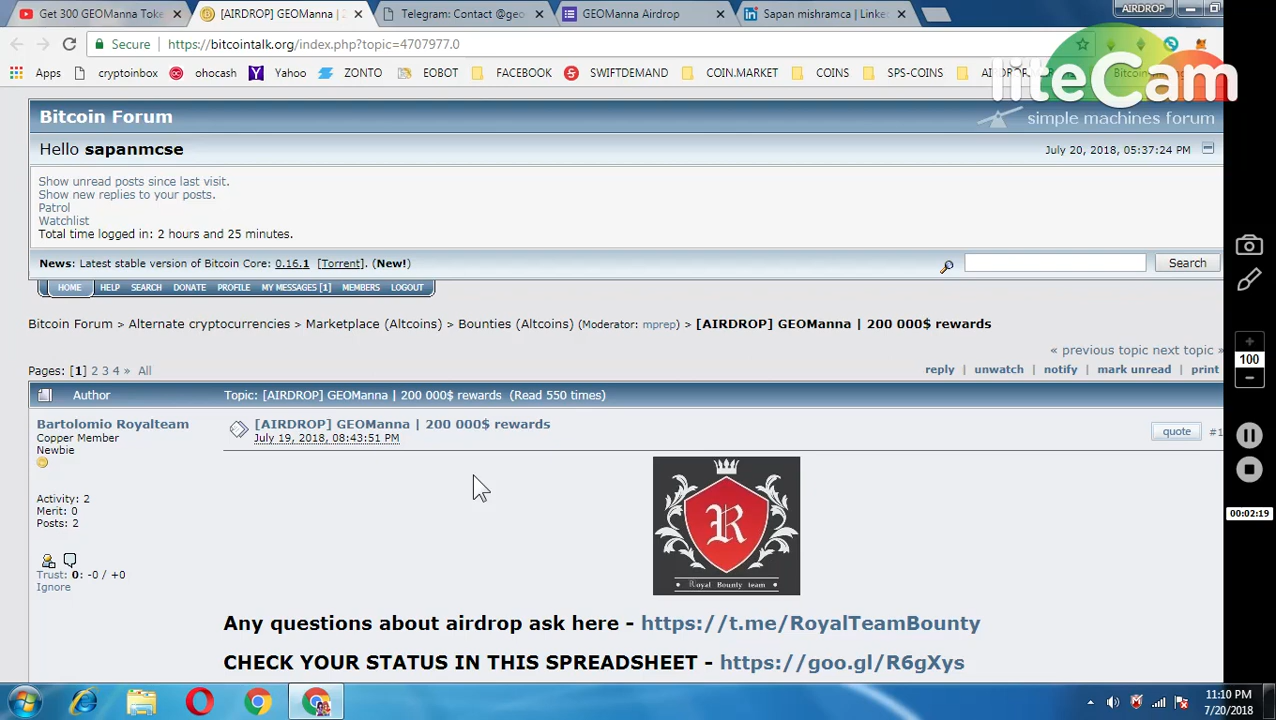 Get 300 GEOManna Toke
[AIRDROP] GEOManna | 2
Telegram: Contact @geo
GEOManna Airdrop
Sapan mishramca | Linke
AIRDROP
Secure
https://bitcointalk.org/index.php?topic=4707977.0
Apps
cryptoinbox
ohocash
Yahoo
ZONTO
EOBOT
FACEBOOK
SWIFTDEMAND
COIN.MARKET
COINS
SPS-COINS
liteCam
Bitcoin Forum
simple machines forum
Hello sapanmcse
July 20, 2018, 05:37:24 PM
Show unread posts since last visit.
Show new replies to your posts.
Patrol
Watchlist
Total time logged in: 2 hours and 25 minutes.
News: Latest stable version of Bitcoin Core: 0.16.1 [Torrent]. (New!)
Search
HOME HELP SEARCH DONATE PROFILE MY MESSAGES [1] MEMBERS LOGOUT
Bitcoin Forum > Alternate cryptocurrencies > Marketplace (Altcoins) > Bounties (Altcoins) (Moderator: mprep) > [AIRDROP] GEOManna | 200 000$ rewards
« previous topic next topic »
Pages: [1] 2 3 4 » All
reply | unwatch | notify | mark unread | print
Author
Topic: [AIRDROP] GEOManna | 200 000$ rewards (Read 550 times)
Bartolomio Royalteam
Copper Member
Newbie
Activity: 2
Merit: 0
Posts: 2
Trust: 0: -0 / +0
Ignore
[AIRDROP] GEOManna | 200 000$ rewards
July 19, 2018, 08:43:51 PM
quote
#1
R
Royal Bounty team
Any questions about airdrop ask here - https://t.me/RoyalTeamBounty
CHECK YOUR STATUS IN THIS SPREADSHEET - https://goo.gl/R6gXys
100
00:02:19
11:10 PM
7/20/2018